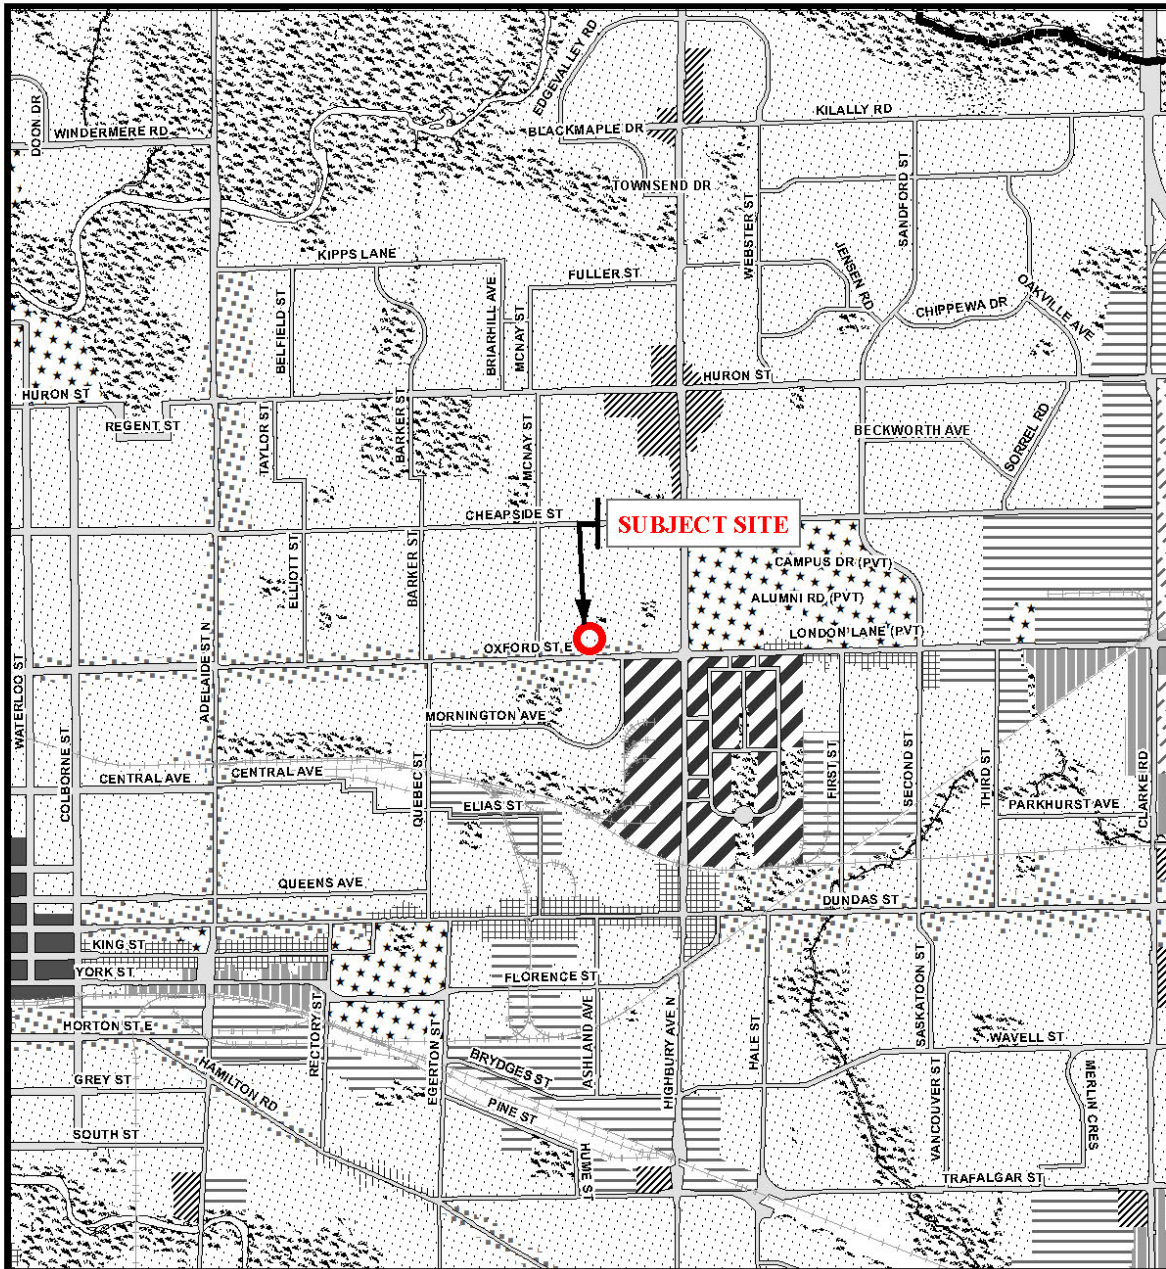 EDGEVALLEY RD
KILALLY RD
DOON DR
WINDERMERE RD
BLACKMAPLE DR
TOWNSEND DR
SANDFORD ST
WEBSTER ST
KIPPS LANE
FULLER ST
JENSEN RD
OAKVILLE AVE
CHIPPEWA DR
BELFIELD ST
BRIARHILL AVE
MCNAY ST
HURON ST
HURON ST
REGENT ST
TAYLOR ST
BARKER ST
MCNAY ST
BECKWORTH AVE
SORREL RD
CHEAPSIDE ST
SUBJECT SITE
ELLIOTT ST
BARKER ST
CAMPUS DR (PVT)
ALUMNI RD (PVT)
LONDON LANE (PVT)
OXFORD ST E
WATERLOO ST
ADELAIDE ST N
MORNINGTON AVE
COLBORNE ST
CENTRAL AVE
CENTRAL AVE
QUEBEC ST
ELIAS ST
FIRST ST
SECOND ST
THIRD ST
PARKHURST AVE
CLARKE RD
QUEENS AVE
DUNDAS ST
KING ST
YORK ST
FLORENCE ST
SASKATOON ST
HORTON ST E
RECTORY ST
EGERTON ST
ASHLAND AVE
HIGHBURY AVE N
HALE ST
WAVELL ST
GREY ST
HAMILTON RD
BRYDGES ST
PINE ST
VANCOUVER ST
MERLIN CRES
SOUTH ST
HUME ST
TRAFALGAR ST